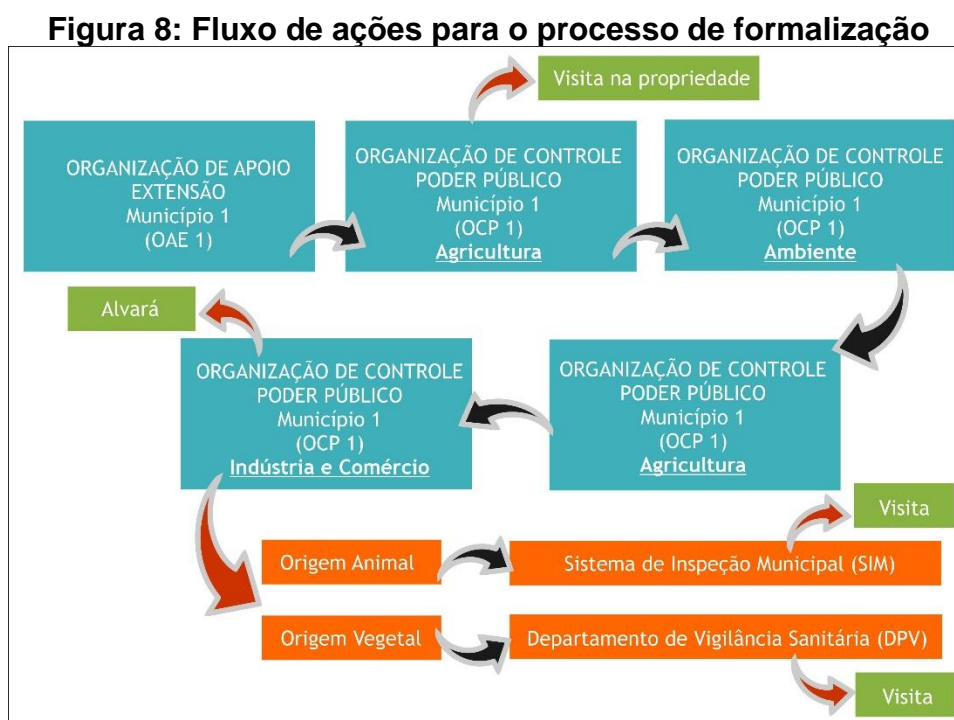 Figura 8: Fluxo de ações para o processo de formalização
Visita na propriedade
ORGANIZAÇÃO DE APOIO
EXTENSÃO
Município 1
(OAE 1)
ORGANIZAÇÃO DE CONTROLE
PODER PÚBLICO
Município 1
(OCP 1)
Agricultura
ORGANIZAÇÃO DE CONTROLE
PODER PÚBLICO
Município 1
(OCP 1)
Ambiente
Alvará
ORGANIZAÇÃO DE CONTROLE
PODER PÚBLICO
Município 1
(OCP 1)
Indústria e Comércio
ORGANIZAÇÃO DE CONTROLE
PODER PÚBLICO
Município 1
(OCP 1)
Agricultura
Visita
Origem Animal
Sistema de Inspeção Municipal (SIM)
Origem Vegetal
Departamento de Vigilância Sanitária (DPV)
Visita